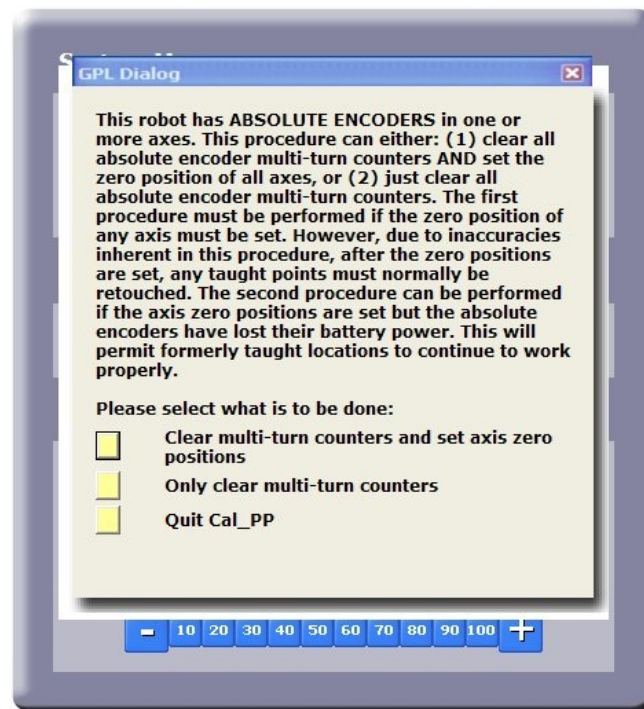 GPL Dialog
This robot has ABSOLUTE ENCODERS in one or
more axes. This procedure can either: (1) clear all
absolute encoder multi-turn counters AND set the
zero position of all axes, or (2) just clear all
absolute encoder multi-turn counters. The first
procedure must be performed if the zero position of
any axis must be set. However, due to inaccuracies
inherent in this procedure, after the zero positions
are set, any taught points must normally be
retouched. The second procedure can be performed
if the axis zero positions are set but the absolute
encoders have lost their battery power. This will
permit formerly taught locations to continue to work
properly.
Please select what is to be done:
Clear multi-turn counters and set axis zero
positions
Only clear multi-turn counters
Quit Cal_PP
- 10 20 30 40 50 60 70 80 90 100 +